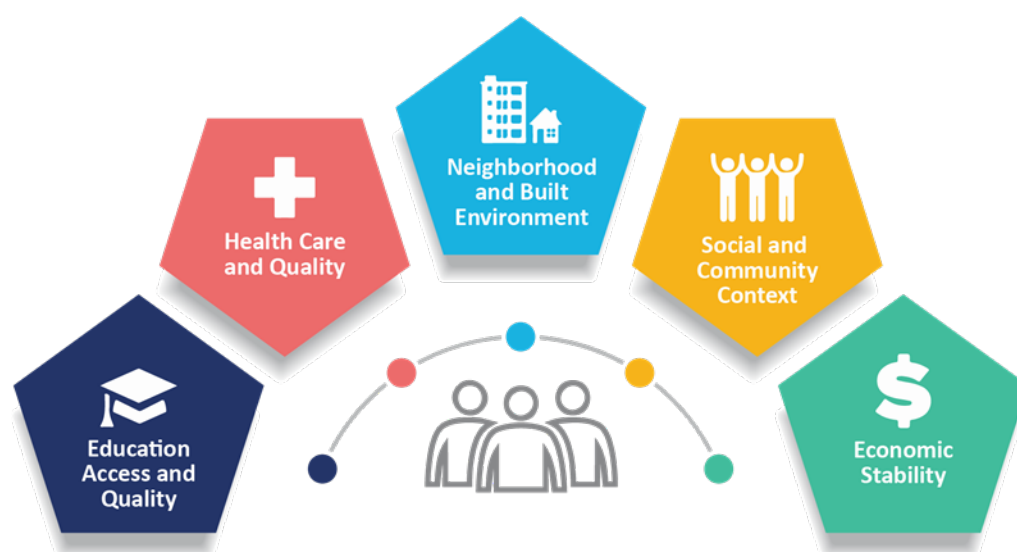 Education
Access and
Quality
Health Care
and Quality
Neighborhood
and Built
Environment
Social and
Community
Context
$
Economic
Stability